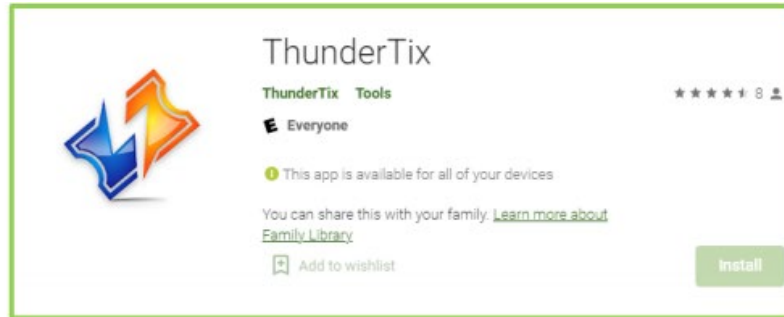 ThunderTix
ThunderTix Tools
8
E Everyone
This app is available for all of your devices
You can share this with your family. Learn more about
Family Library
Add to wishlist
Install